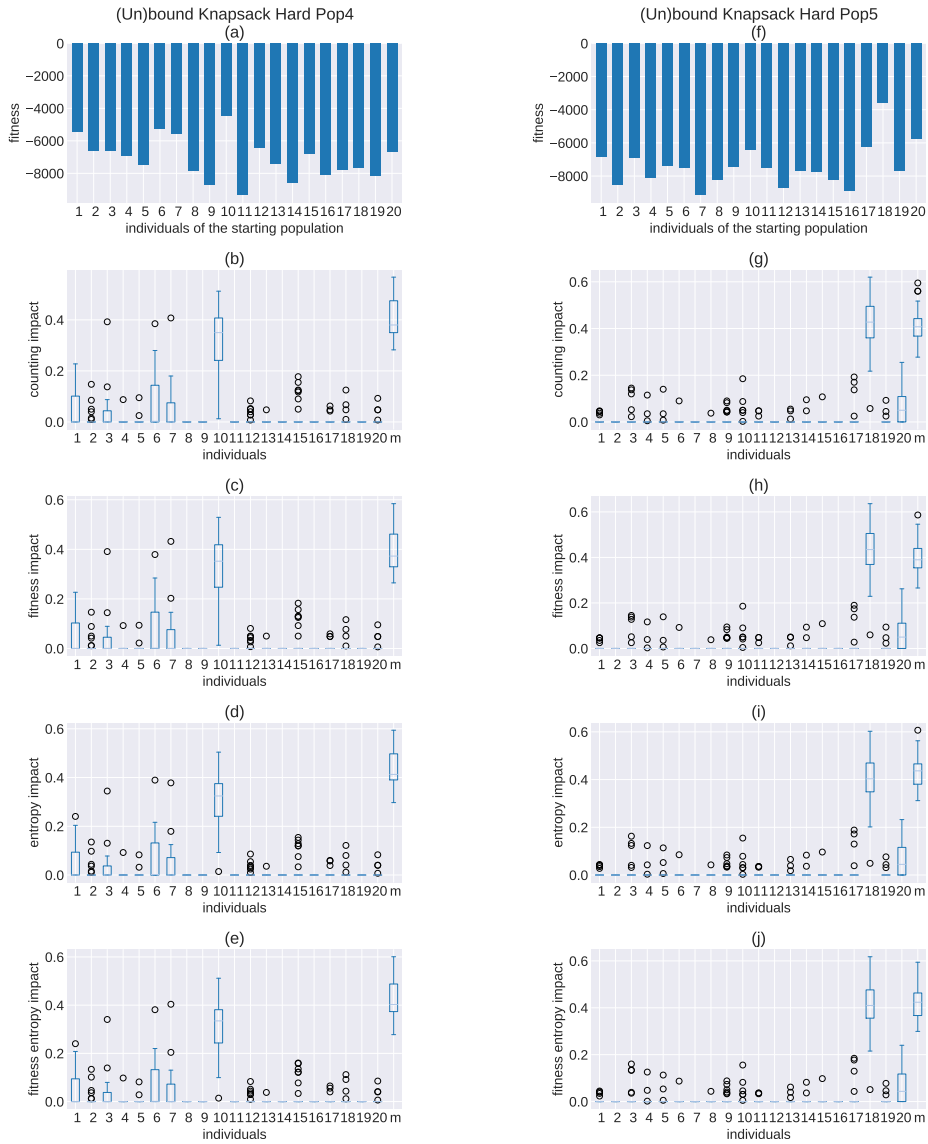 (Un)bound Knapsack Hard Pop4
(a)
0
−2000
−4000
−6000
−8000
fitness
1 2 3 4 5 6 7 8 9 10 11 12 13 14 15 16 17 18 19 20
individuals of the starting population
(b)
0.4
0.2
0.0
counting impact
1 2 3 4 5 6 7 8 9 10 11 12 13 14 15 16 17 18 19 20 m
individuals
(c)
0.6
0.4
0.2
0.0
fitness impact
1 2 3 4 5 6 7 8 9 10 11 12 13 14 15 16 17 18 19 20 m
individuals
(d)
0.6
0.4
0.2
0.0
entropy impact
1 2 3 4 5 6 7 8 9 10 11 12 13 14 15 16 17 18 19 20 m
individuals
(e)
0.6
0.4
0.2
0.0
fitness entropy impact
1 2 3 4 5 6 7 8 9 10 11 12 13 14 15 16 17 18 19 20 m
individuals
(Un)bound Knapsack Hard Pop5
(f)
0
−2000
−4000
−6000
−8000
fitness
1 2 3 4 5 6 7 8 9 10 11 12 13 14 15 16 17 18 19 20
individuals of the starting population
(g)
0.6
0.4
0.2
0.0
counting impact
1 2 3 4 5 6 7 8 9 10 11 12 13 14 15 16 17 18 19 20 m
individuals
(h)
0.6
0.4
0.2
0.0
fitness impact
1 2 3 4 5 6 7 8 9 10 11 12 13 14 15 16 17 18 19 20 m
individuals
(i)
0.6
0.4
0.2
0.0
entropy impact
1 2 3 4 5 6 7 8 9 10 11 12 13 14 15 16 17 18 19 20 m
individuals
(j)
0.6
0.4
0.2
0.0
fitness entropy impact
1 2 3 4 5 6 7 8 9 10 11 12 13 14 15 16 17 18 19 20 m
individuals